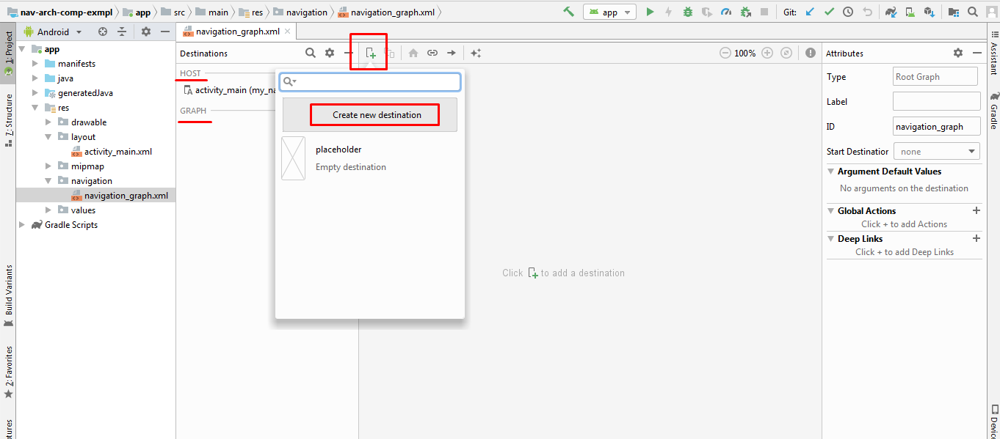 nav-arch-comp-exmpl app src main res navigation navigation_graph.xml app Git:
1: Project
7: Structure
Build Variants
2: Favorites
Android
app
manifests
java
generatedJava
res
drawable
layout
activity_main.xml
mipmap
navigation
navigation_graph.xml
values
Gradle Scripts
navigation_graph.xml
Destinations
HOST
activity_main (my_na
GRAPH
100%
Create new destination
placeholder
Empty destination
Click to add a destination
Attributes
Type Root Graph
Label
ID navigation_graph
Start Destination none
Argument Default Values
No arguments on the destination
Global Actions
Click + to add Actions
Deep Links
Click + to add Deep Links
Assistant
Gradle